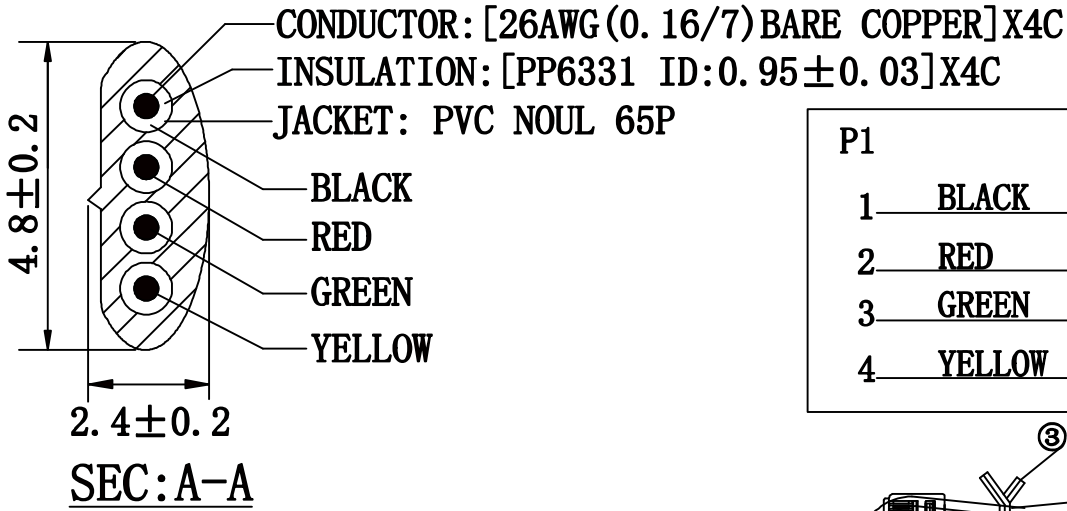 CONDUCTOR:[26AWG(0.16/7)BARE COPPER]X4C
INSULATION:[PP6331 ID:0.95±0.03]X4C
JACKET: PVC NOUL 65P
BLACK
RED
GREEN
YELLOW
4.8±0.2
2.4±0.2
SEC:A-A
P1
1 BLACK
2 RED
3 GREEN
4 YELLOW
③